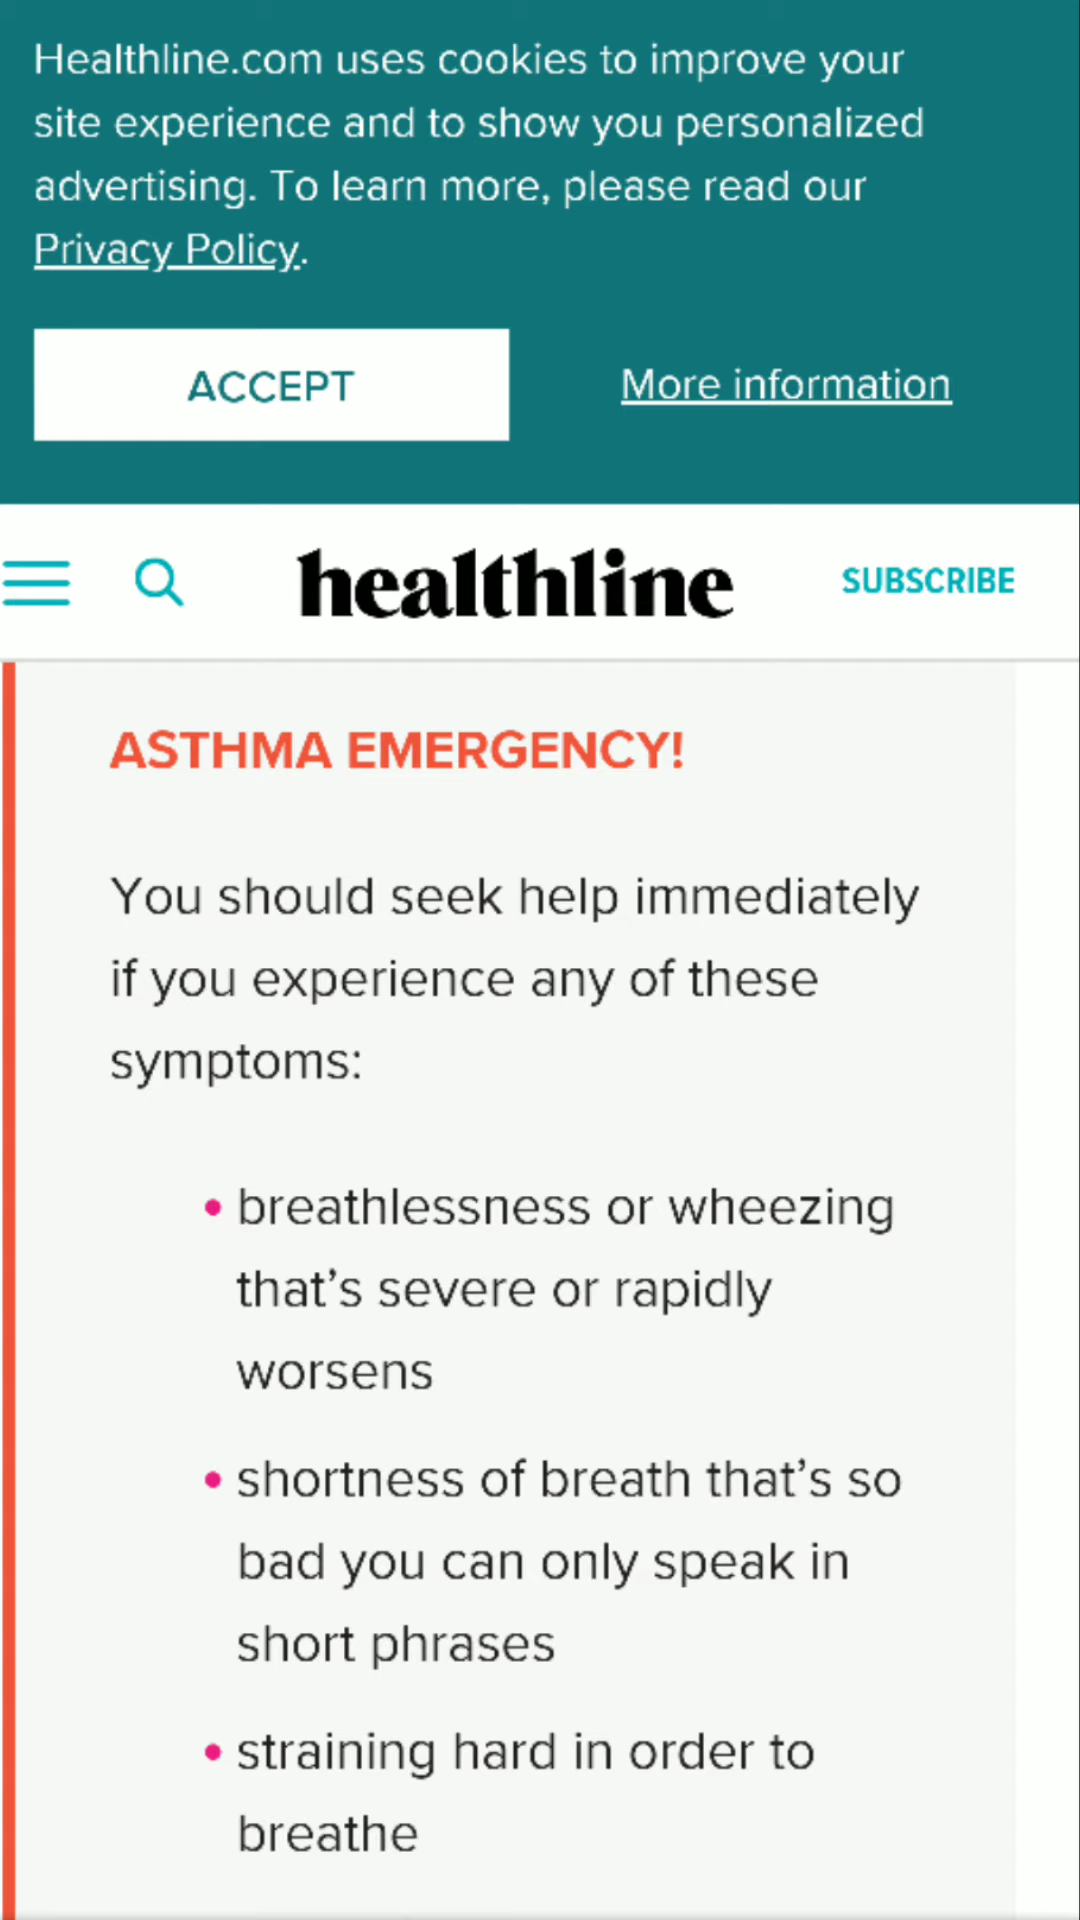 Healthline.com uses cookies to improve your
site experience and to show you personalized
advertising. To learn more, please read our
Privacy Policy.
ACCEPT
More information
healthline
SUBSCRIBE
ASTHMA EMERGENCY!
You should seek help immediately
if you experience any of these
symptoms:
• breathlessness or wheezing
that’s severe or rapidly
worsens
• shortness of breath that’s so
bad you can only speak in
short phrases
• straining hard in order to
breathe